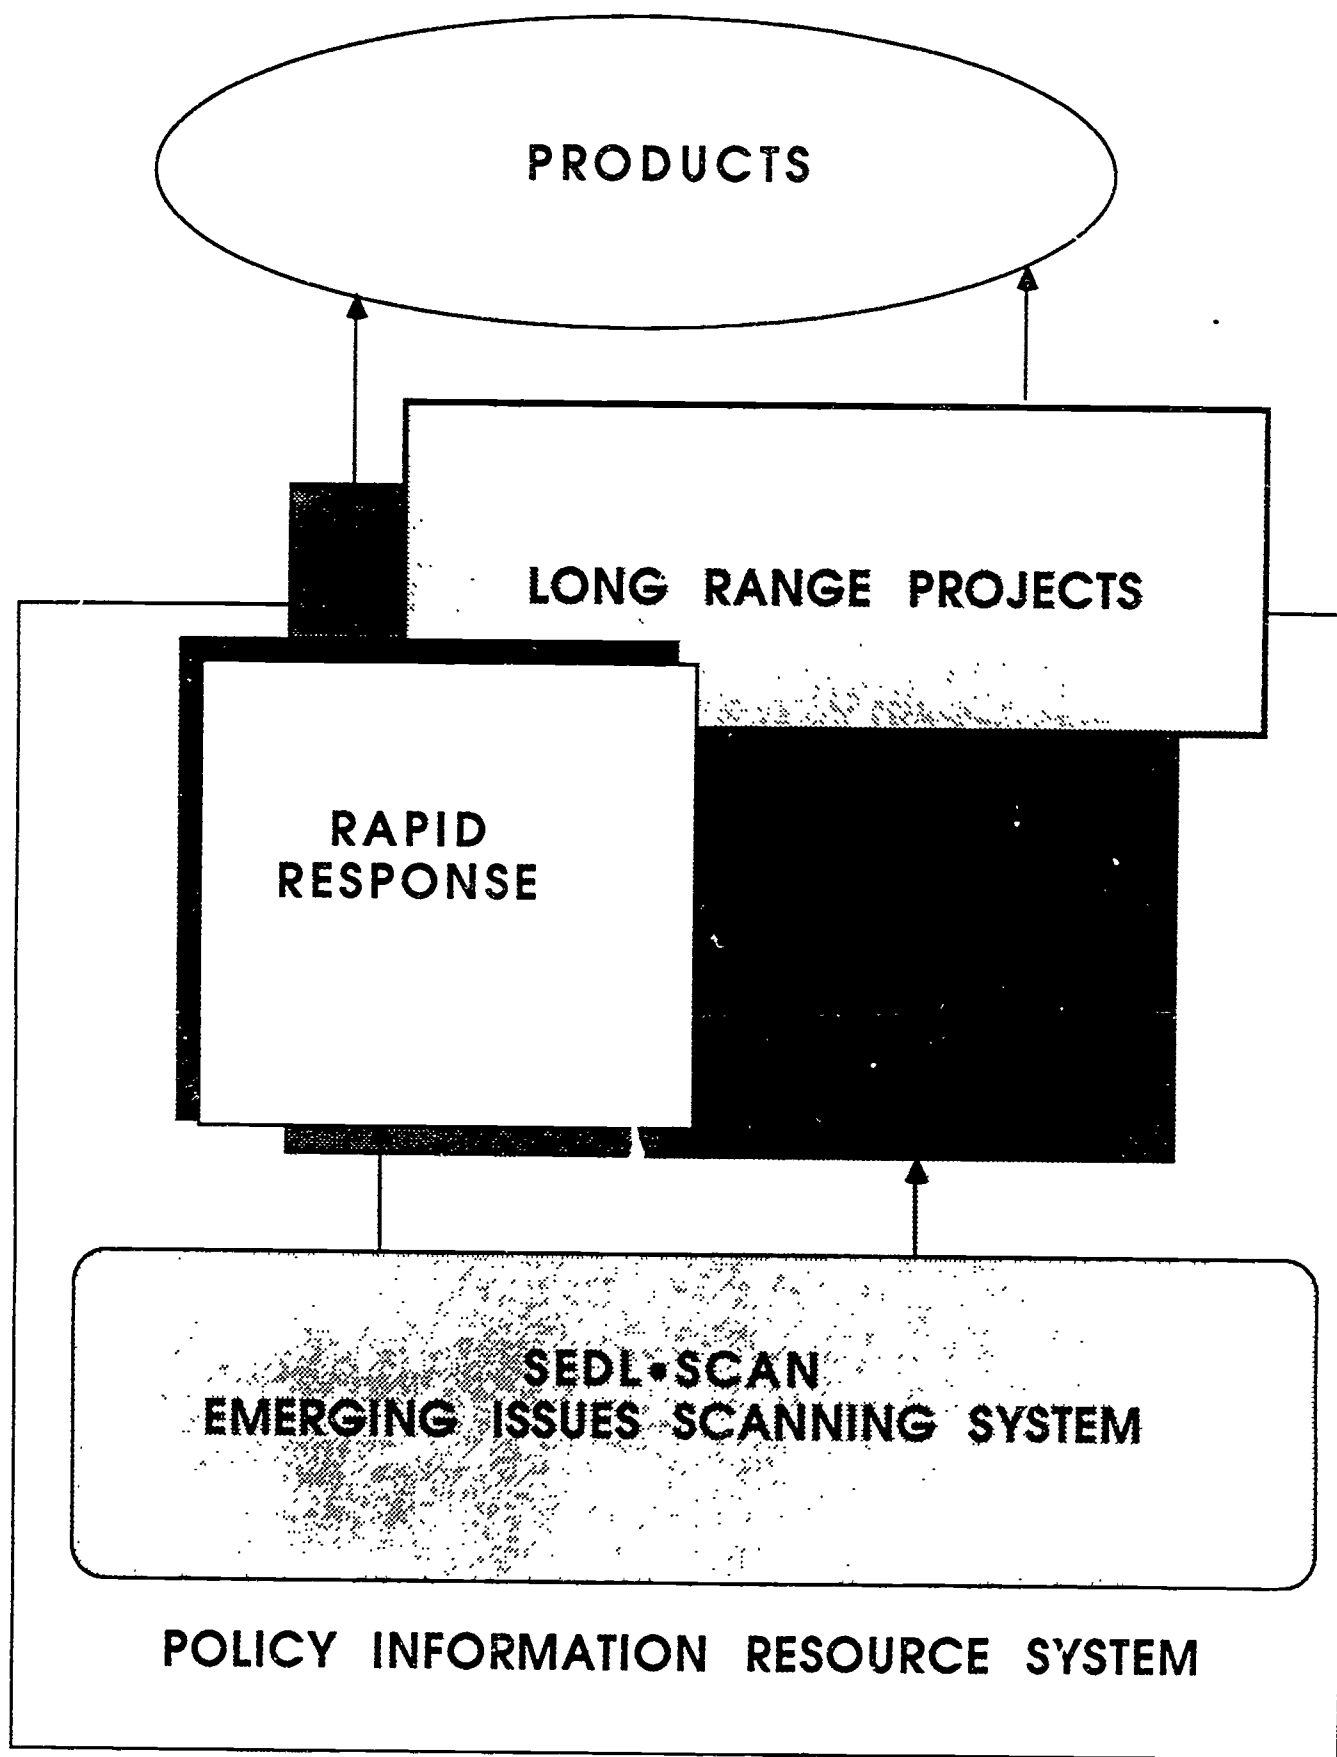 PRODUCTS
LONG RANGE PROJECTS
RAPID
RESPONSE
SEDL•SCAN
EMERGING ISSUES SCANNING SYSTEM
POLICY INFORMATION RESOURCE SYSTEM